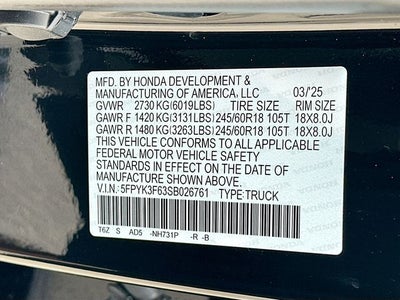 MFD. BY HONDA DEVELOPMENT &
MANUFACTURING OF AMERICA, LLC 03/'25
GVWR 2730 KG(6019LBS) TIRE SIZE RIM SIZE
GAWR F 1420 KG(3131LBS) 245/60R18 105T 18X8.0J
GAWR R 1480 KG(3263LBS) 245/60R18 105T 18X8.0J
THIS VEHICLE CONFORMS TO ALL APPLICABLE
FEDERAL MOTOR VEHICLE SAFETY
STANDARDS IN EFFECT ON THE DATE OF
MANUFACTURE SHOWN ABOVE.
V.I.N.: 5FPYK3F63SB026761 TYPE:TRUCK
T6Z S AD5 -NH731P -R -B